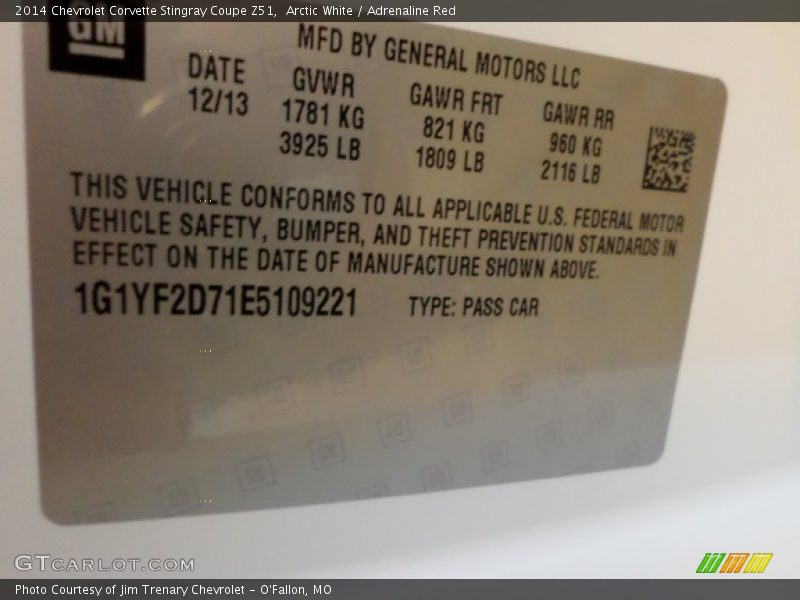 2014 Chevrolet Corvette Stingray Coupe Z51,  Arctic White / Adrenaline Red
GM
MFD BY GENERAL MOTORS LLC
DATE GVWR GAWR FRT GAWR RR
12/13 1781 KG 821 KG 960 KG
3925 LB 1809 LB 2116 LB
THIS VEHICLE CONFORMS TO ALL APPLICABLE U.S. FEDERAL MOTOR
VEHICLE SAFETY, BUMPER, AND THEFT PREVENTION STANDARDS IN
EFFECT ON THE DATE OF MANUFACTURE SHOWN ABOVE.
1G1YF2D71E5109221 TYPE: PASS CAR
GTCARLOT.COM
Photo Courtesy of Jim Trenary Chevrolet - O'Fallon, MO